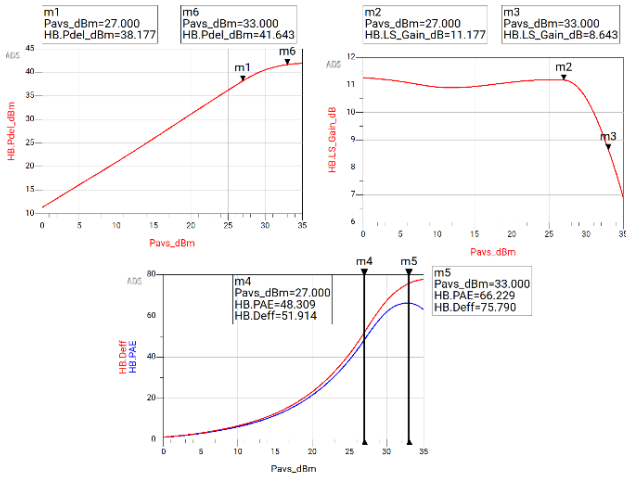 m1
Pavs_dBm=27.000
HB.Pdel_dBm=38.177
m6
Pavs_dBm=33.000
HB.Pdel_dBm=41.643
ADS
m1
m6
45
40
35
30
25
20
15
10
HB.Pdel_dBm
0
5
10
15
20
25
30
35
Pavs_dBm
m2
Pavs_dBm=27.000
HB.LS_Gain_dB=11.177
m3
Pavs_dBm=33.000
HB.LS_Gain_dB=8.643
ADS
m2
m3
12
11
10
9
8
7
6
HB.LS_Gain_dB
0
5
10
15
20
25
30
35
Pavs_dBm
m4
m5
ADS
m4
Pavs_dBm=27.000
HB.PAE=48.309
HB.Deff=51.914
m5
Pavs_dBm=33.000
HB.PAE=66.229
HB.Deff=75.790
80
60
40
20
0
HB.Deff
HB.PAE
0
5
10
15
20
25
30
35
Pavs_dBm